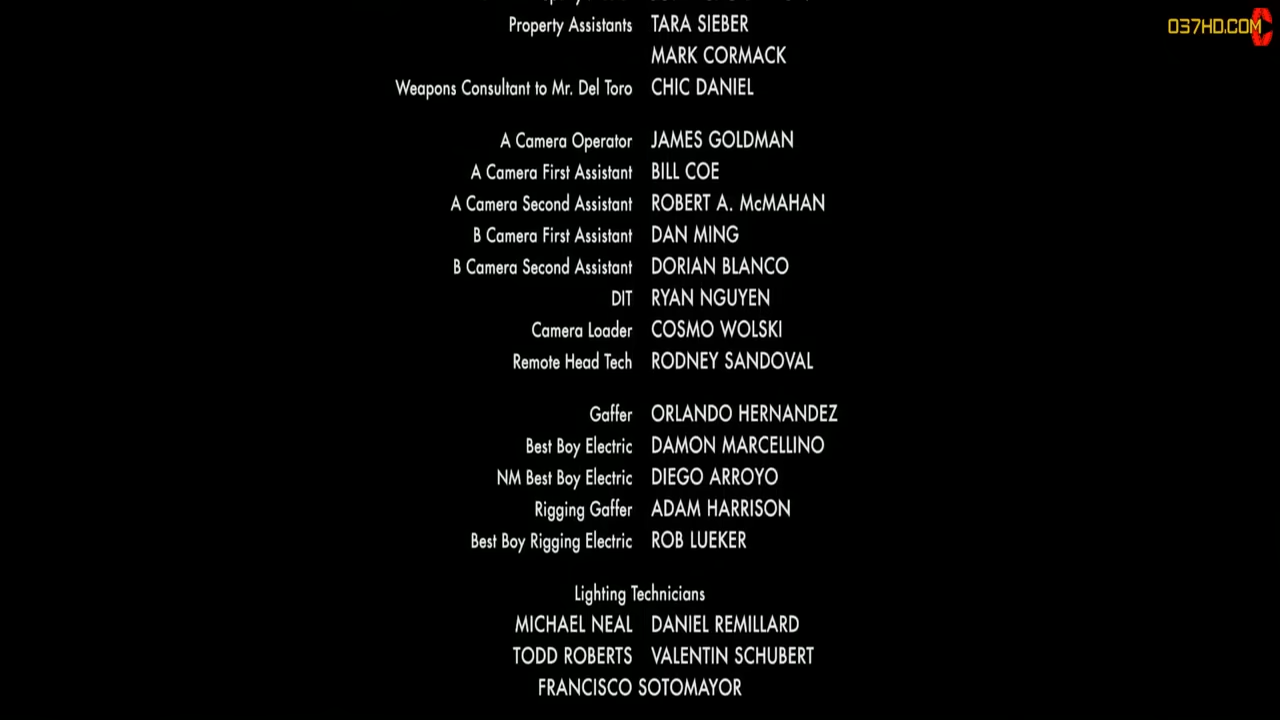 Property Assistants TARA SIEBER
MARK CORMACK
Weapons Consultant to Mr. Del Toro CHIC DANIEL
A Camera Operator JAMES GOLDMAN
A Camera First Assistant BILL COE
A Camera Second Assistant ROBERT A. McMAHAN
B Camera First Assistant DAN MING
B Camera Second Assistant DORIAN BLANCO
DIT RYAN NGUYEN
Camera Loader COSMO WOLSKI
Remote Head Tech RODNEY SANDOVAL
Gaffer ORLANDO HERNANDEZ
Best Boy Electric DAMON MARCELLINO
NM Best Boy Electric DIEGO ARROYO
Rigging Gaffer ADAM HARRISON
Best Boy Rigging Electric ROB LUEKER
Lighting Technicians
MICHAEL NEAL DANIEL REMILLARD
TODD ROBERTS VALENTIN SCHUBERT
FRANCISCO SOTOMAYOR
037HD.COM